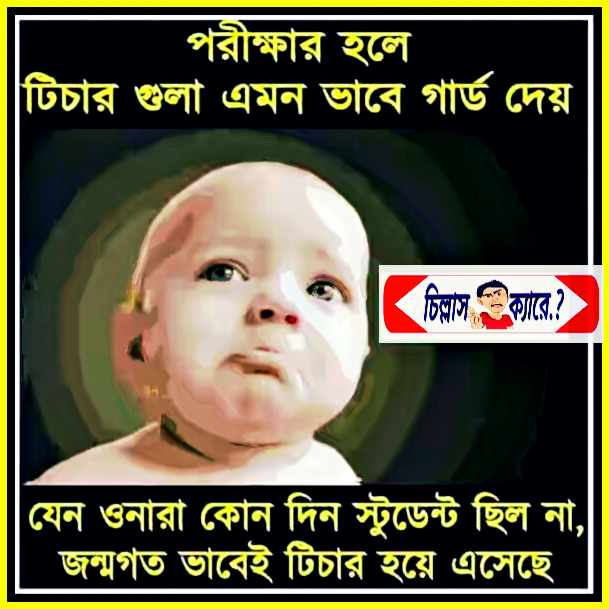 পরীক্ষার হলে
টিচার গুলা এমন ভাবে গার্ড দেয়
চিল্লাস ক্যারে.?
যেন ওনারা কোন দিন স্টুডেন্ট ছিল না,
জন্মগত ভাবেই টিচার হয়ে এসেছে